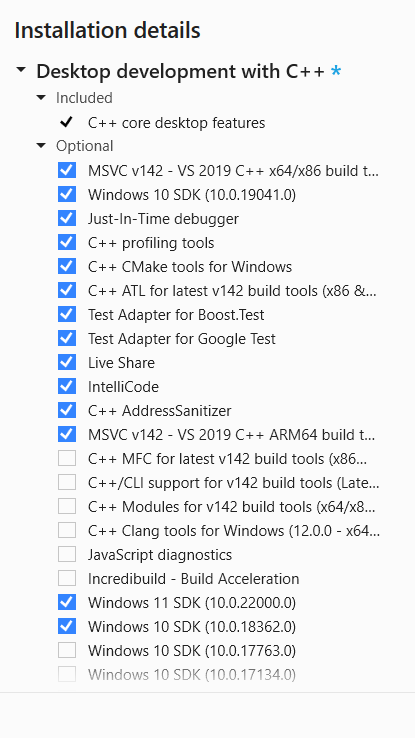 Installation details
Desktop development with C++ *
Included
C++ core desktop features
Optional
MSVC v142 - VS 2019 C++ x64/x86 build t...
Windows 10 SDK (10.0.19041.0)
Just-In-Time debugger
C++ profiling tools
C++ CMake tools for Windows
C++ ATL for latest v142 build tools (x86 &...
Test Adapter for Boost.Test
Test Adapter for Google Test
Live Share
IntelliCode
C++ AddressSanitizer
MSVC v142 - VS 2019 C++ ARM64 build t...
C++ MFC for latest v142 build tools (x86...
C++/CLI support for v142 build tools (Late...
C++ Modules for v142 build tools (x64/x8...
C++ Clang tools for Windows (12.0.0 - x64...
JavaScript diagnostics
Incredibuild - Build Acceleration
Windows 11 SDK (10.0.22000.0)
Windows 10 SDK (10.0.18362.0)
Windows 10 SDK (10.0.17763.0)
Windows 10 SDK (10.0.17134.0)